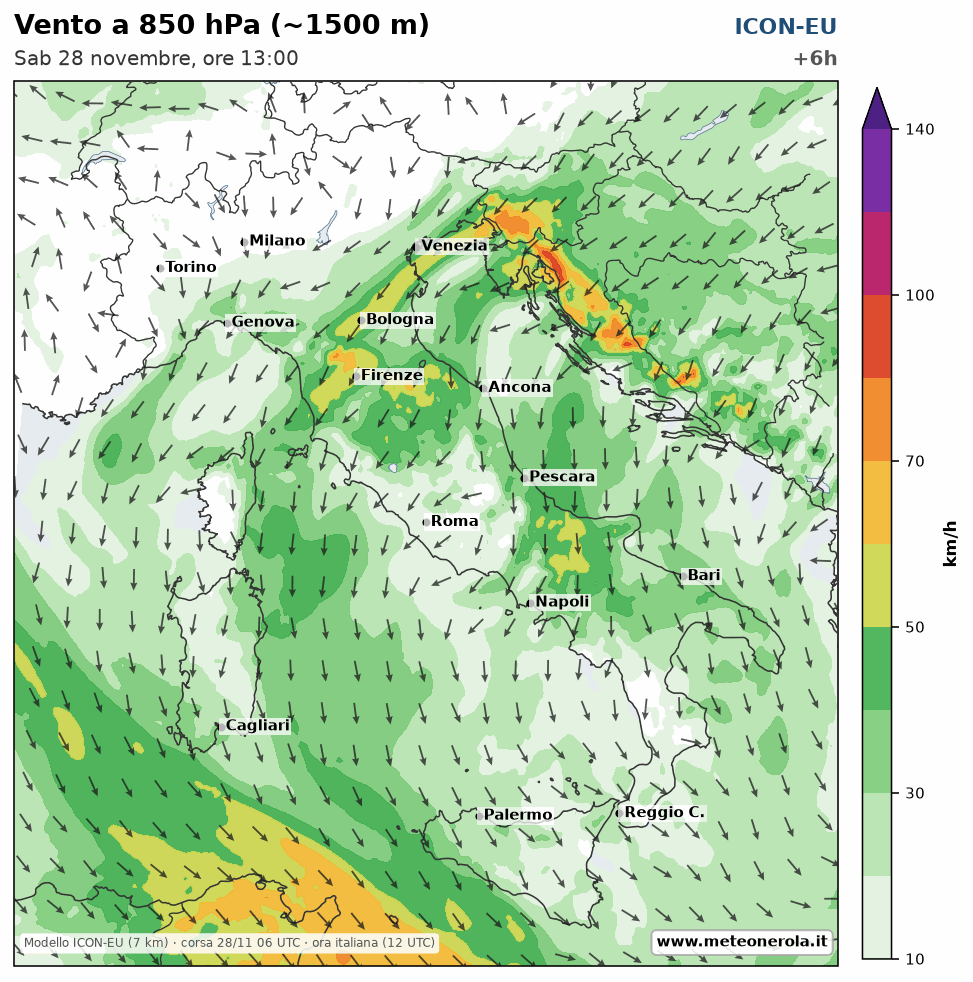 Vento a 850 hPa (~1500 m)
ICON-EU
Sab 28 novembre, ore 13:00
+6h
140
Venezia
Milano
Torino
100
Bologna
Genova
Firenze
Ancona
70
Pescara
Roma
km/h
Bari
Napoli
50
Cagliari
30
Palermo
Reggio C.
Modello ICON-EU (7 km) · corsa 28/11 06 UTC · ora italiana (12 UTC)
www.meteonerola.it
10